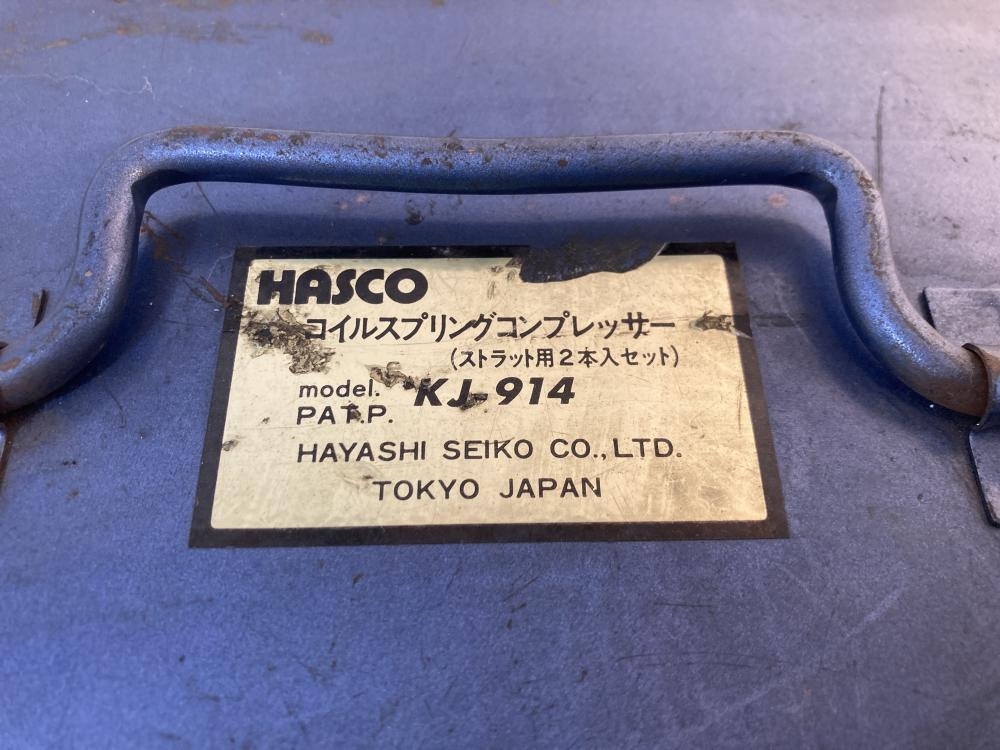 HASCO
コイルスプリングコンプレッサー
(ストラット用2本入セット)
model. KJ-914
PAT.P.
HAYASHI SEIKO CO.,LTD.
TOKYO JAPAN